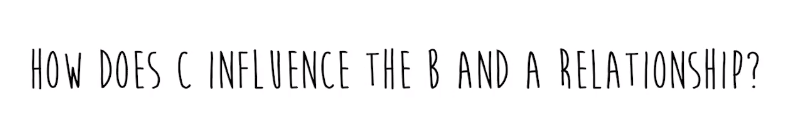 HOW DOES C INFLUENCE THE B AND A RELATIONSHIP?